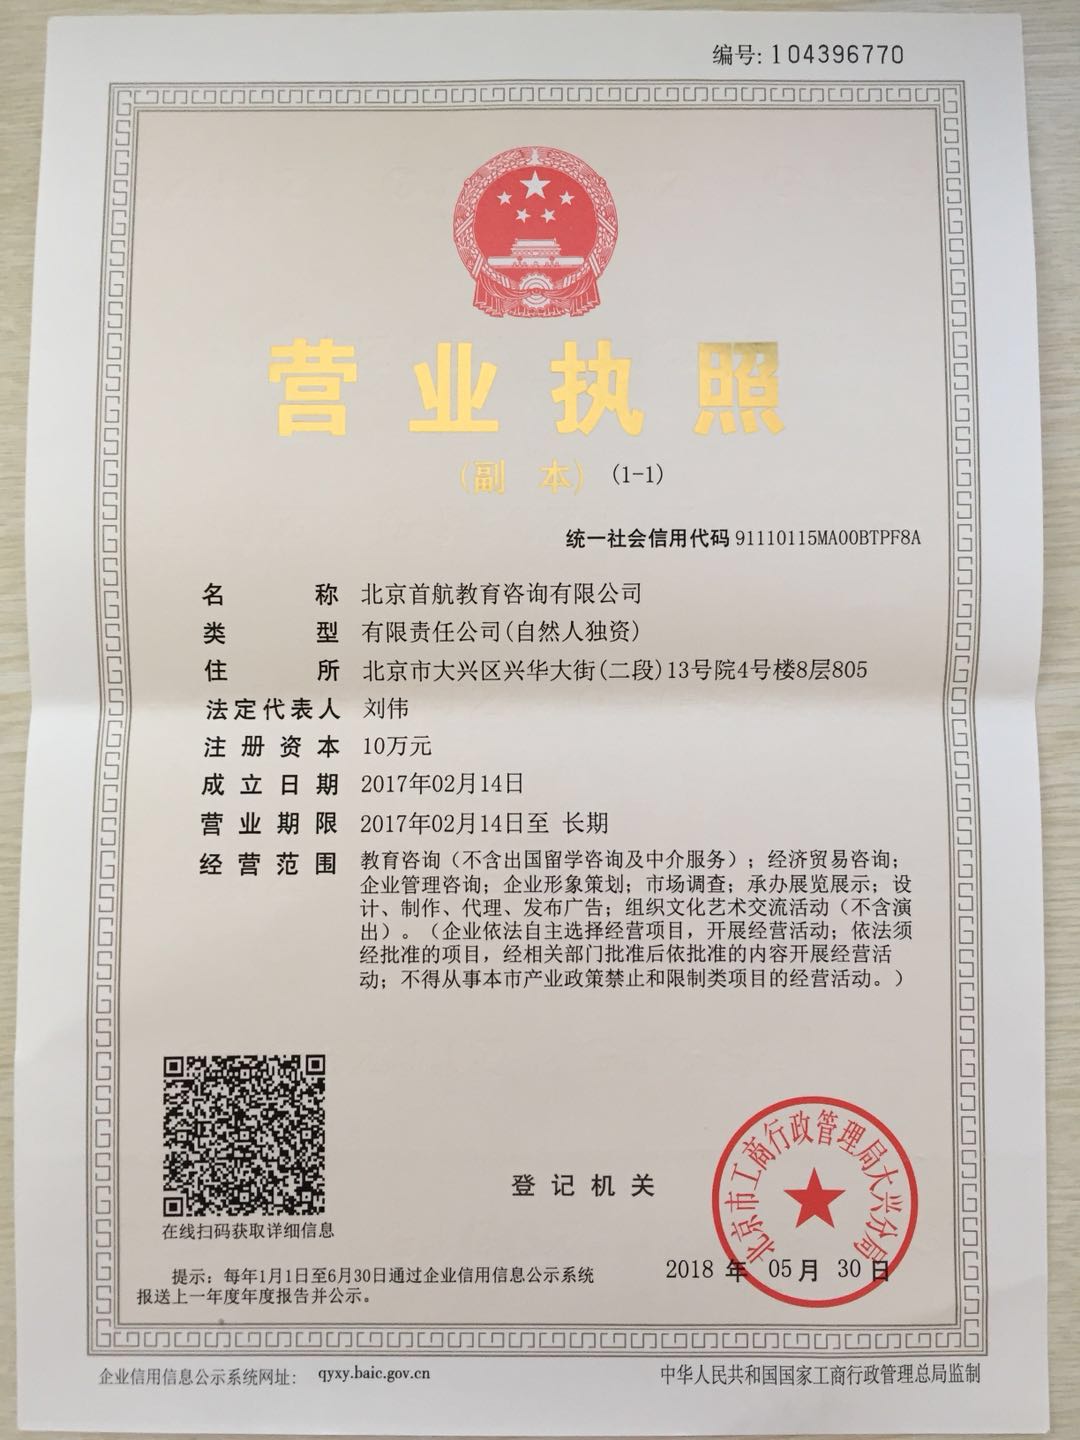 编号: 104396770
营业执照
(副 本) (1-1)
统一社会信用代码 91110115MA00BTPF8A
名 称 北京首航教育咨询有限公司
类 型 有限责任公司(自然人独资)
住 所 北京市大兴区兴华大街(二段)13号院4号楼8层805
法定代表人 刘伟
注册资本 10万元
成立日期 2017年02月14日
营业期限 2017年02月14日至 长期
经营范围 教育咨询（不含出国留学咨询及中介服务）；经济贸易咨询；
企业管理咨询；企业形象策划；市场调查；承办展览展示；设
计、制作、代理、发布广告；组织文化艺术交流活动（不含演
出）。（企业依法自主选择经营项目，开展经营活动；依法须
经批准的项目，经相关部门批准后依批准的内容开展经营活
动；不得从事本市产业政策禁止和限制类项目的经营活动。）
在线扫码获取详细信息
登记机关
北京市工商行政管理局大兴分局
2018 年 05 月 30 日
提示：每年1月1日至6月30日通过企业信用信息公示系统
报送上一年度年度报告并公示。
企业信用信息公示系统网址： qyxy.baic.gov.cn
中华人民共和国国家工商行政管理总局监制